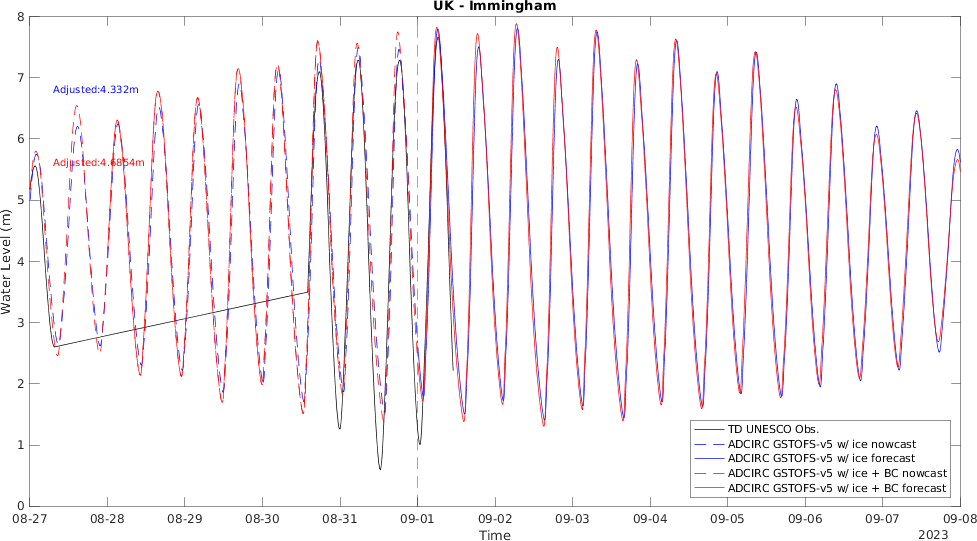 UK - Immingham
8
7
6
5
4
3
2
1
0
Water Level (m)
Adjusted:4.332m
Adjusted:4.6854m
TD UNESCO Obs.
ADCIRC GSTOFS-v5 w/ ice nowcast
ADCIRC GSTOFS-v5 w/ ice forecast
ADCIRC GSTOFS-v5 w/ ice + BC nowcast
ADCIRC GSTOFS-v5 w/ ice + BC forecast
08-27 08-28 08-29 08-30 08-31 09-01 09-02 09-03 09-04 09-05 09-06 09-07 09-08
Time
2023